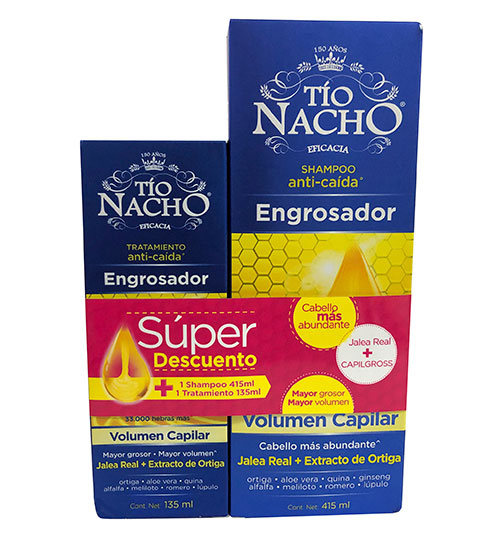 150 AÑOS
TÍO
NACHO®
EFICACIA
TRATAMIENTO
anti-caída*
Engrosador
33.000 hebras más
Volumen Capilar
Mayor grosor • Mayor volumen^
Jalea Real + Extracto de Ortiga
ortiga • aloe vera • quina
alfalfa • meliloto • romero • lúpulo
Cont. Net. 135 ml
150 AÑOS
TÍO
NACHO®
EFICACIA
SHAMPOO
anti-caída*
Engrosador
Súper
Descuento
+ 1 Shampoo 415ml
1 Tratamiento 135ml
Cabello
más
abundante
Jalea Real
+
CAPILGROSS
Mayor grosor
Mayor volumen
Volumen Capilar
Cabello más abundante^
Jalea Real + Extracto de Ortiga
ortiga • aloe vera • quina • ginseng
alfalfa • meliloto • romero • lúpulo
Cont. Net. 415 ml